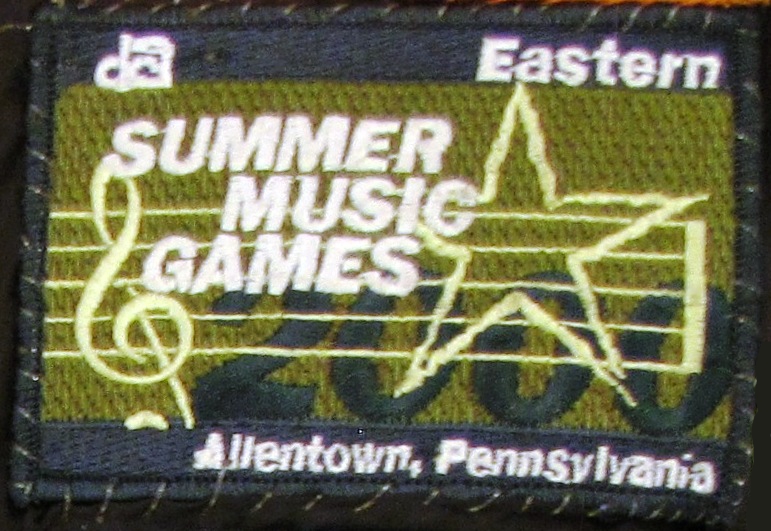 dci Eastern
SUMMER
MUSIC
GAMES
2000
Allentown, Pennsylvania